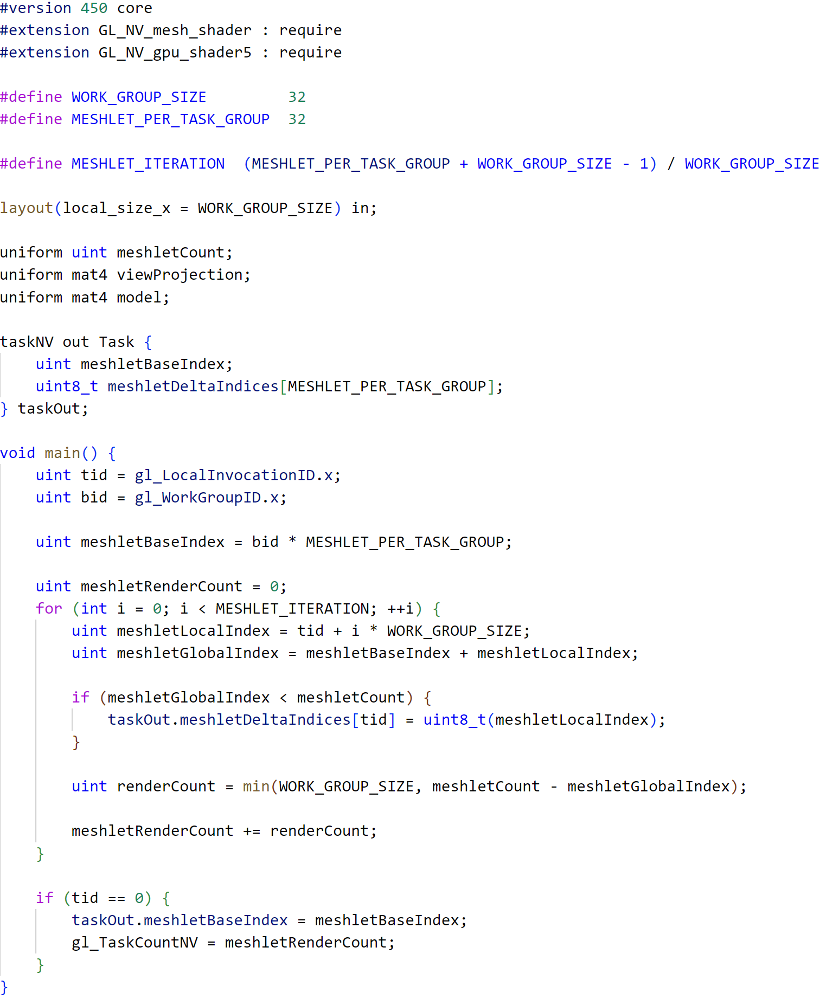 #version 450 core
#extension GL_NV_mesh_shader : require
#extension GL_NV_gpu_shader5 : require
#define WORK_GROUP_SIZE         32
#define MESHLET_PER_TASK_GROUP  32
#define MESHLET_ITERATION  (MESHLET_PER_TASK_GROUP + WORK_GROUP_SIZE - 1) / WORK_GROUP_SIZE
layout(local_size_x = WORK_GROUP_SIZE) in;
uniform uint meshletCount;
uniform mat4 viewProjection;
uniform mat4 model;
taskNV out Task {
    uint meshletBaseIndex;
    uint8_t meshletDeltaIndices[MESHLET_PER_TASK_GROUP];
} taskOut;
void main() {
    uint tid = gl_LocalInvocationID.x;
    uint bid = gl_WorkGroupID.x;
    uint meshletBaseIndex = bid * MESHLET_PER_TASK_GROUP;
    uint meshletRenderCount = 0;
    for (int i = 0; i < MESHLET_ITERATION; ++i) {
        uint meshletLocalIndex = tid + i * WORK_GROUP_SIZE;
        uint meshletGlobalIndex = meshletBaseIndex + meshletLocalIndex;
        if (meshletGlobalIndex < meshletCount) {
            taskOut.meshletDeltaIndices[tid] = uint8_t(meshletLocalIndex);
        }
        uint renderCount = min(WORK_GROUP_SIZE, meshletCount - meshletGlobalIndex);
        meshletRenderCount += renderCount;
    }
    if (tid == 0) {
        taskOut.meshletBaseIndex = meshletBaseIndex;
        gl_TaskCountNV = meshletRenderCount;
    }
}